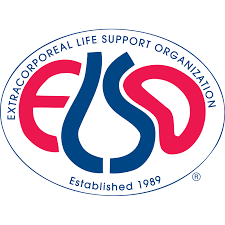 EXTRACORPOREAL LIFE SUPPORT ORGANIZATION
ELSO
Established 1989
®